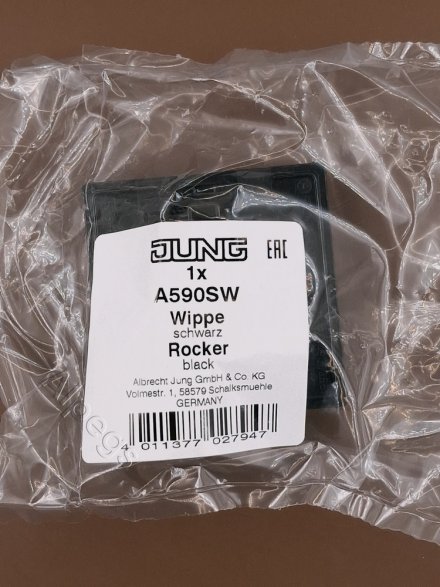 JUNG EAC
1x
A590SW
Wippe
schwarz
Rocker
black
Albrecht Jung GmbH & Co. KG
Volmestr. 1, 58579 Schalksmuehle
GERMANY
4 011377 027947